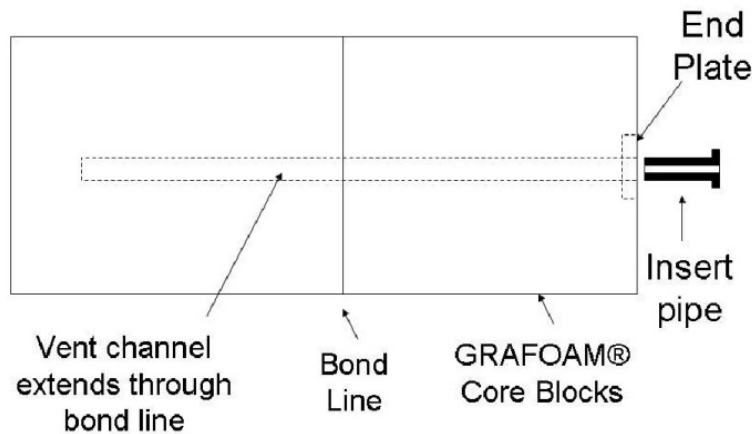 End
Plate
Insert
pipe
Vent channel
extends through
bond line
Bond
Line
GRAFOAM®
Core Blocks